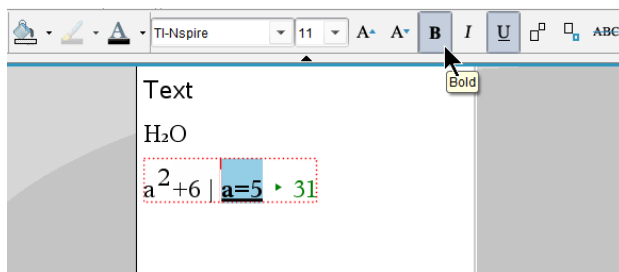 A TI-Nspire 11 A A B I U ABC
Bold
Text
H₂O
a²+6 | a=5 ▸ 31